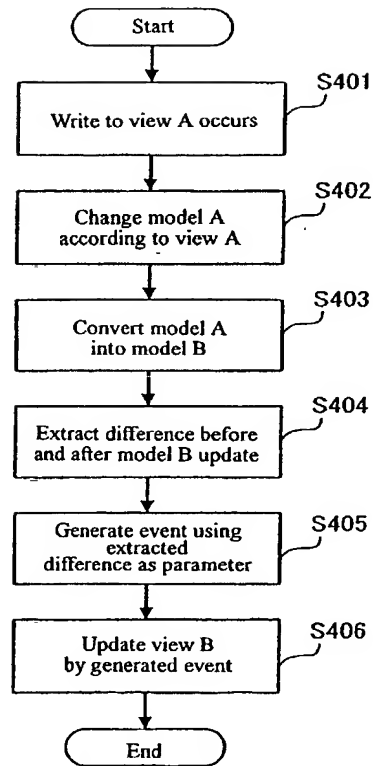 Start
S401
Write to view A occurs
S402
Change model A
according to view A
S403
Convert model A
into model B
S404
Extract difference before
and after model B update
S405
Generate event using
extracted
difference as parameter
S406
Update view B
by generated event
End